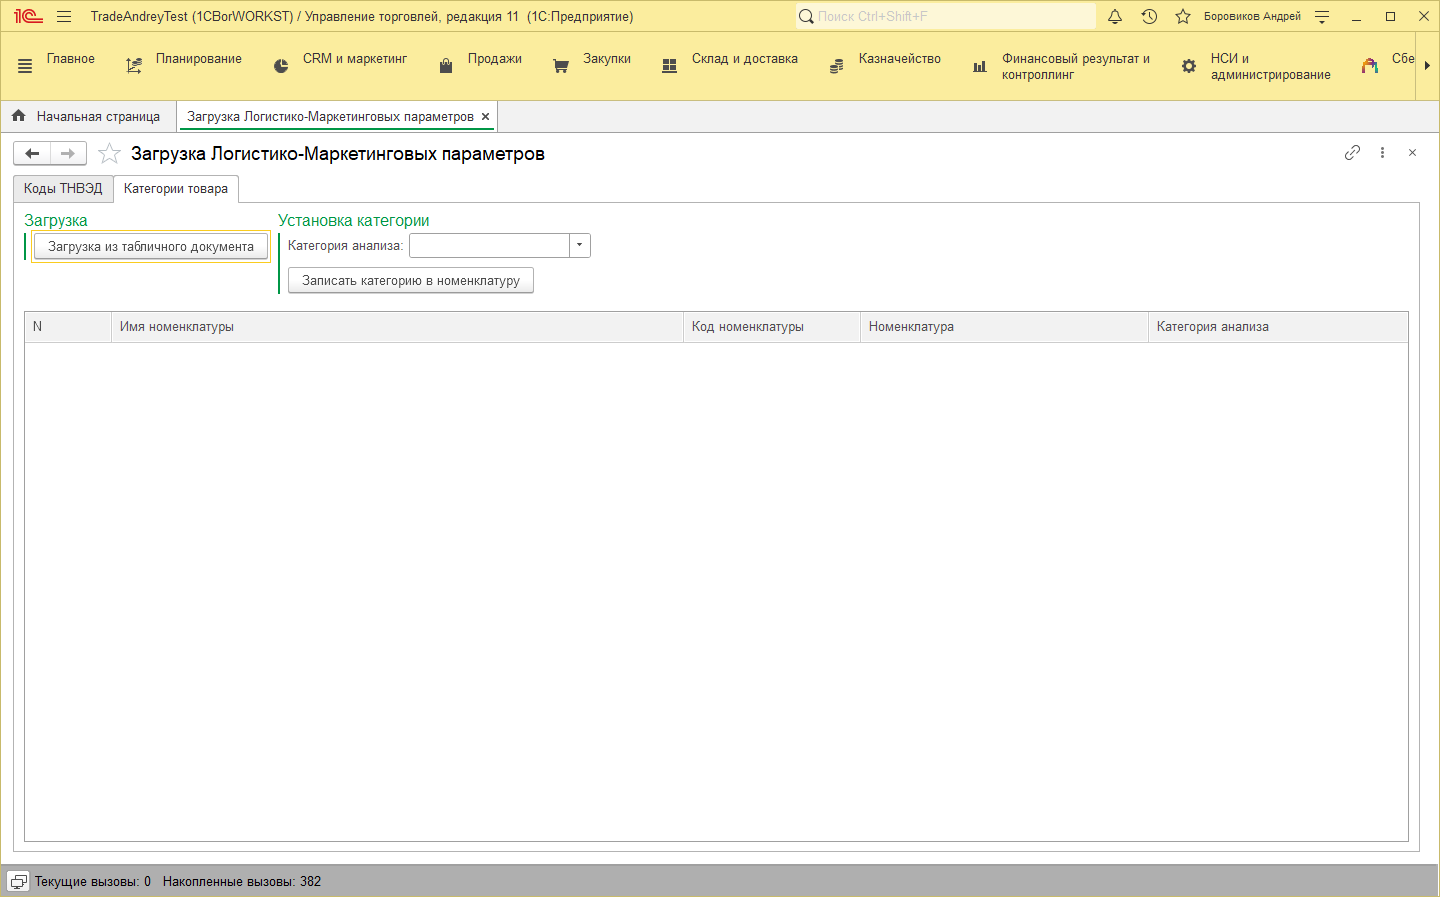 1С TradeAndreyTest (1CBorWORKST) / Управление торговлей, редакция 11 (1С:Предприятие) Поиск Ctrl+Shift+F Боровиков Андрей
Главное Планирование CRM и маркетинг Продажи Закупки Склад и доставка Казначейство Финансовый результат и НСИ и Сбе
контроллинг администрирование
Начальная страница Загрузка Логистико-Маркетинговых параметров
Загрузка Логистико-Маркетинговых параметров
Коды ТНВЭД Категории товара
Загрузка Установка категории
Загрузка из табличного документа Категория анализа:
Записать категорию в номенклатуру
N Имя номенклатуры Код номенклатуры Номенклатура Категория анализа
Текущие вызовы: 0 Накопленные вызовы: 382